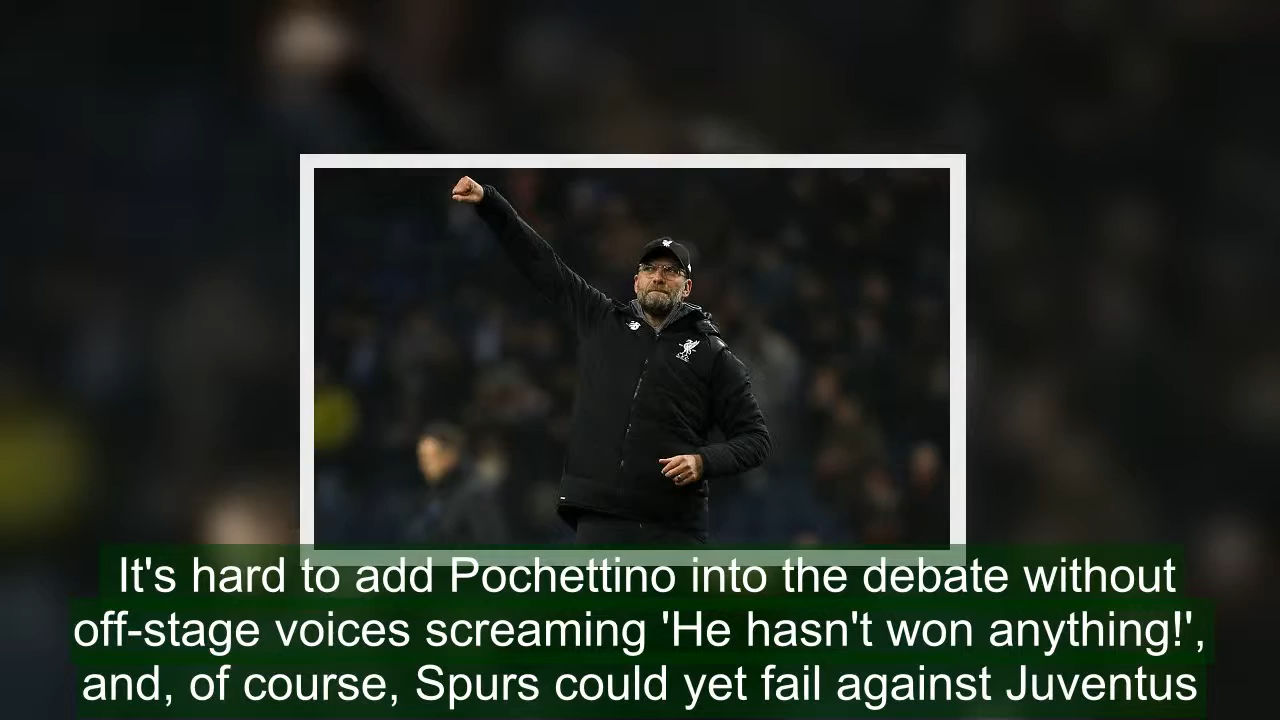 It's hard to add Pochettino into the debate without
off-stage voices screaming 'He hasn't won anything!',
and, of course, Spurs could yet fail against Juventus